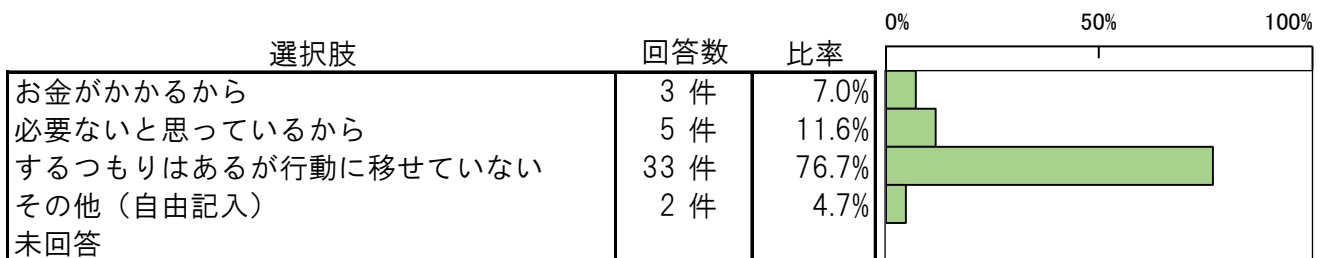 0% 50% 100%
選択肢 回答数 比率
お金がかかるから 3 件 7.0%
必要ないと思っているから 5 件 11.6%
するつもりはあるが行動に移せていない 33 件 76.7%
その他（自由記入） 2 件 4.7%
未回答